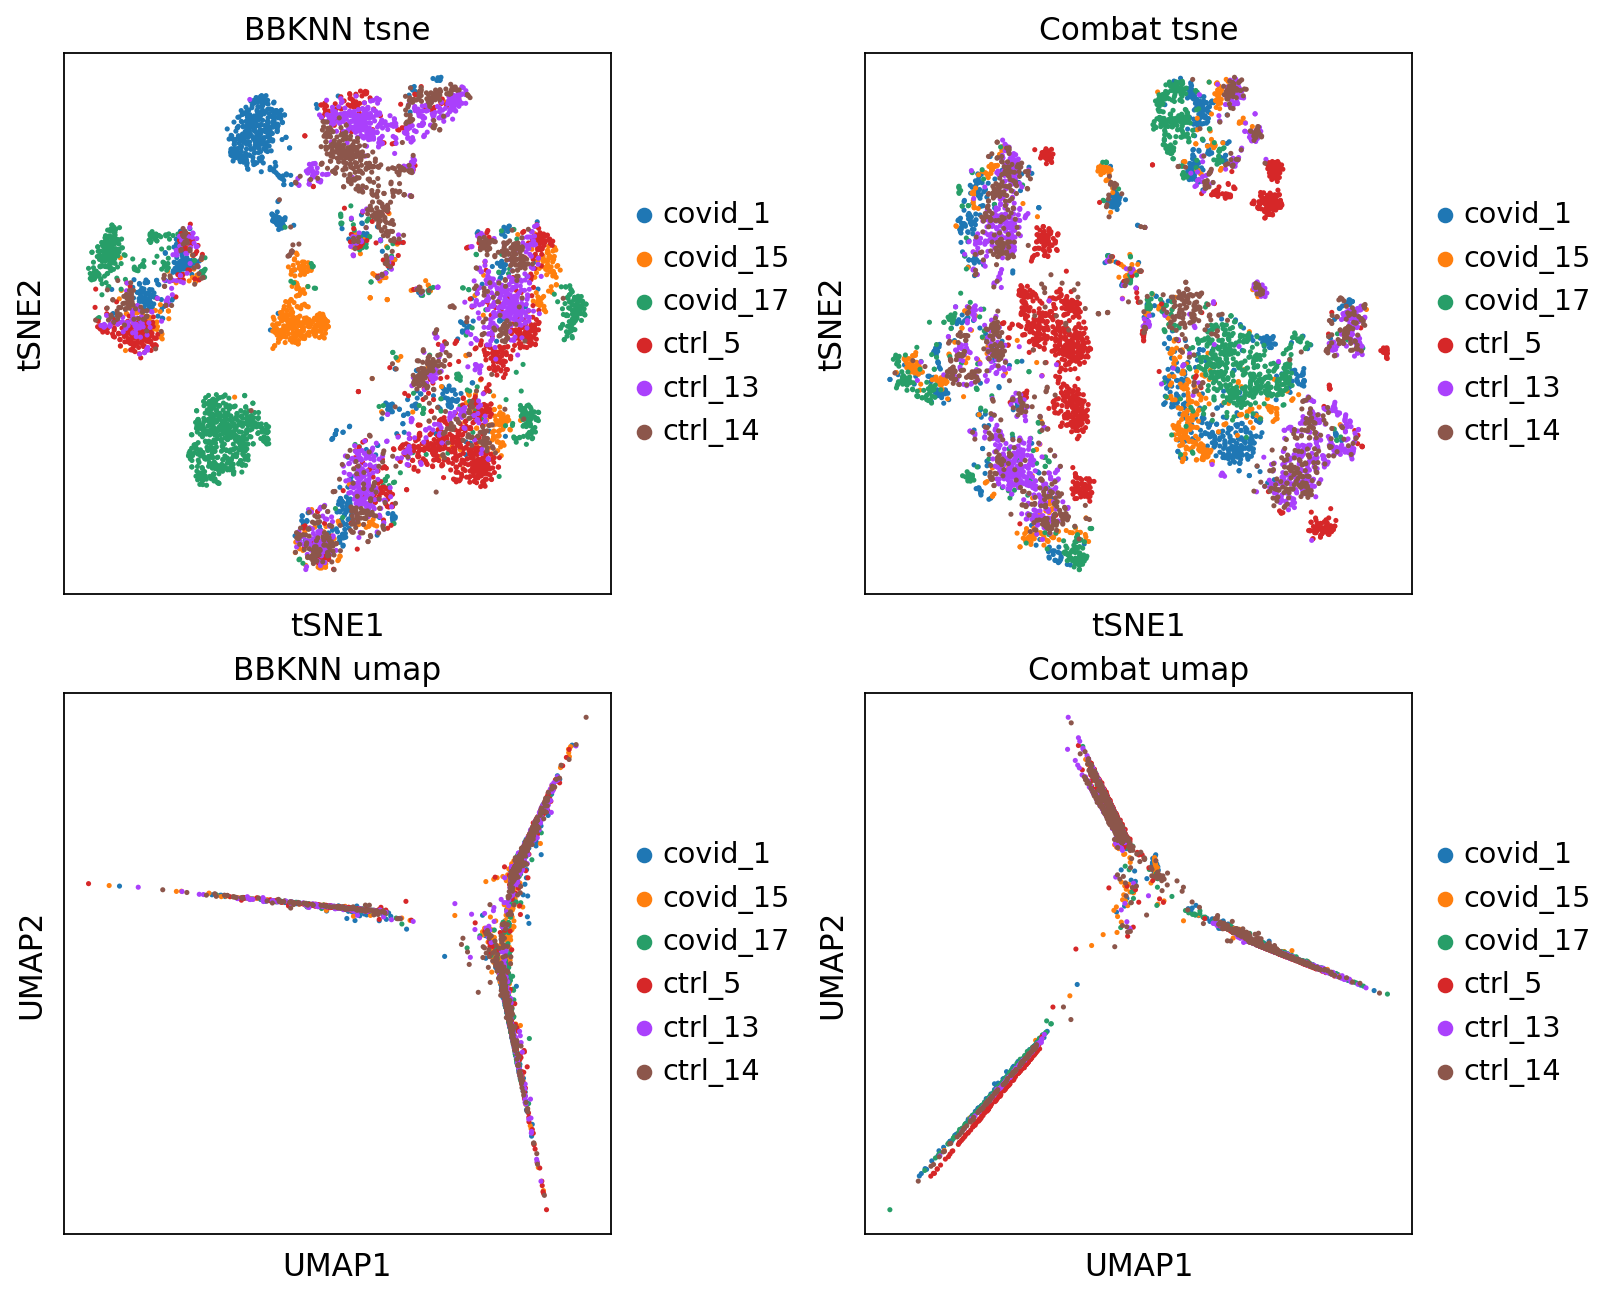 BBKNN tsne
tSNE2
tSNE1
covid_1
covid_15
covid_17
ctrl_5
ctrl_13
ctrl_14
Combat tsne
tSNE2
tSNE1
covid_1
covid_15
covid_17
ctrl_5
ctrl_13
ctrl_14
BBKNN umap
UMAP2
UMAP1
covid_1
covid_15
covid_17
ctrl_5
ctrl_13
ctrl_14
Combat umap
UMAP2
UMAP1
covid_1
covid_15
covid_17
ctrl_5
ctrl_13
ctrl_14